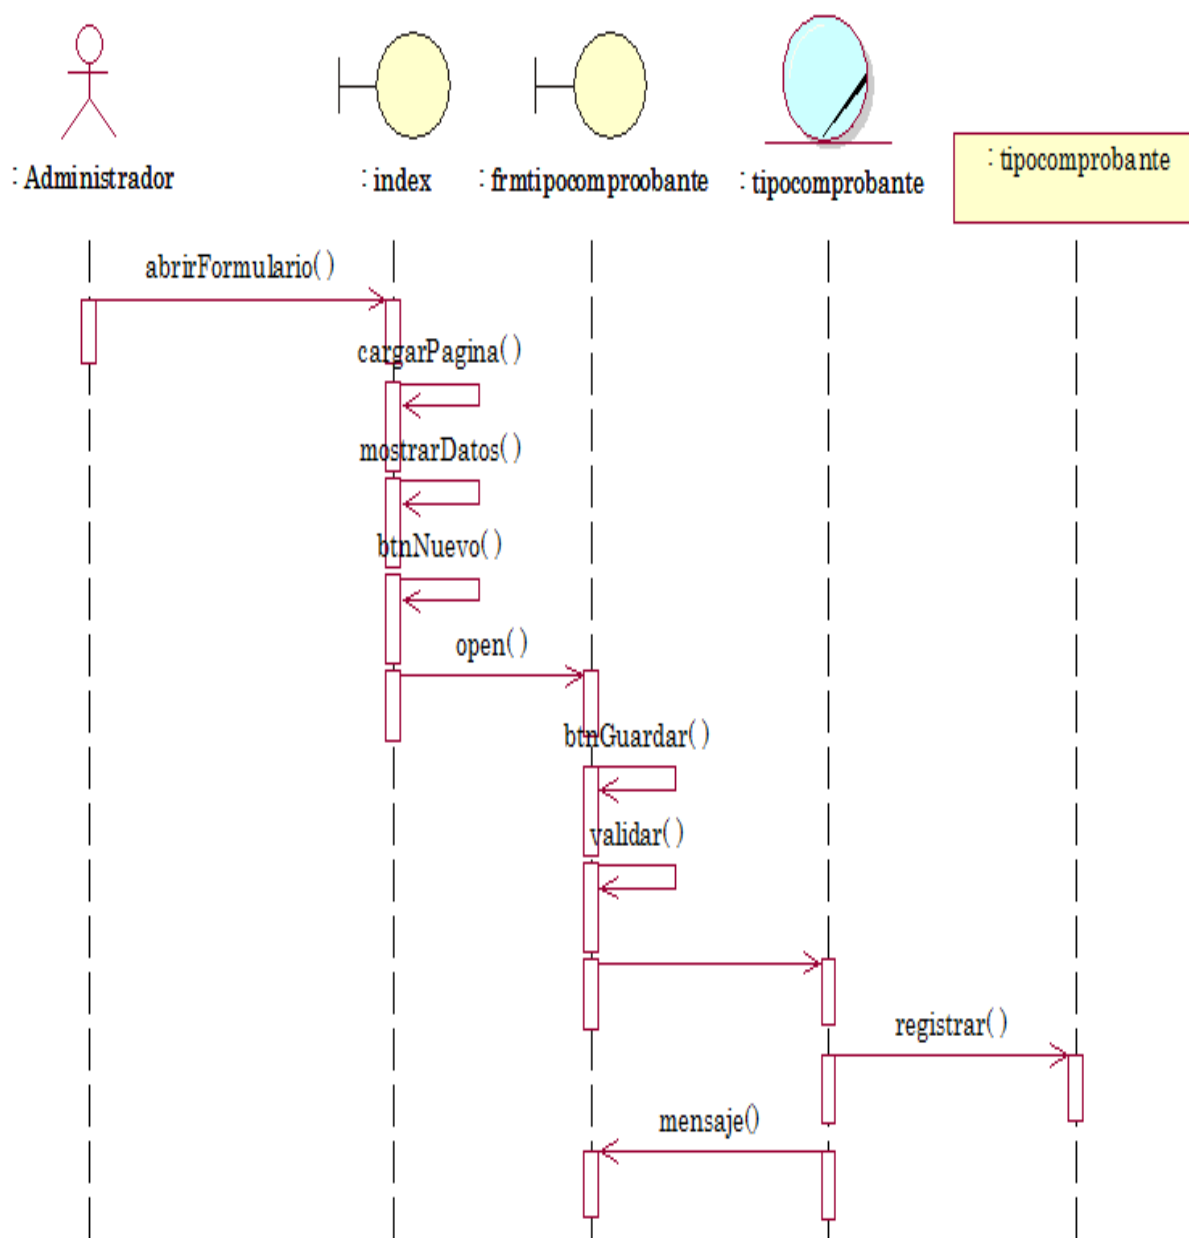 : Administrador
: index
: frmtipocomproobante
: tipocomprobante
: tipocomprobante
abrirFormulario( )
cargarPagina( )
mostrarDatos( )
btnNuevo( )
open( )
btnGuardar( )
validar( )
registrar( )
mensaje()